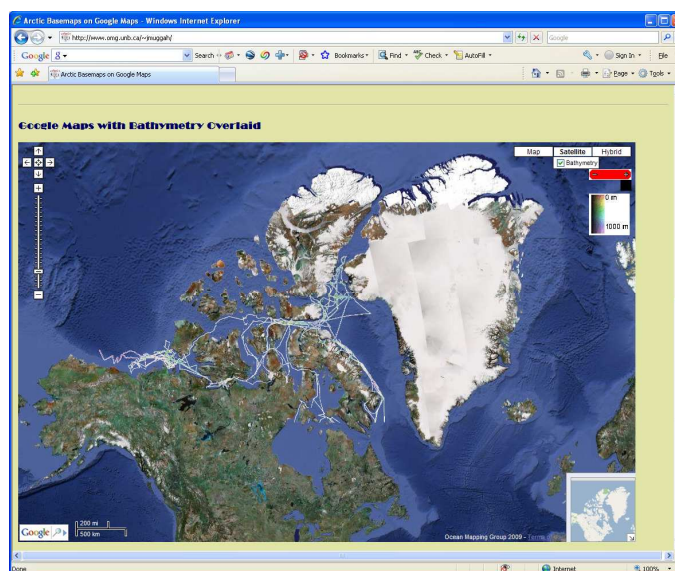 Arctic Basemaps on Google Maps - Windows Internet Explorer
http://www.omg.unb.ca/~jmuggah/
Google
Google
Search
Bookmarks
Find
Check
AutoFill
Sign In
Arctic Basemaps on Google Maps
Page
Tools
Google Maps with Bathymetry Overlaid
Map
Satellite
Hybrid
Bathymetry
0 m
1000 m
200 mi
500 km
Google
Ocean Mapping Group 2009 -
Done
Internet
100%